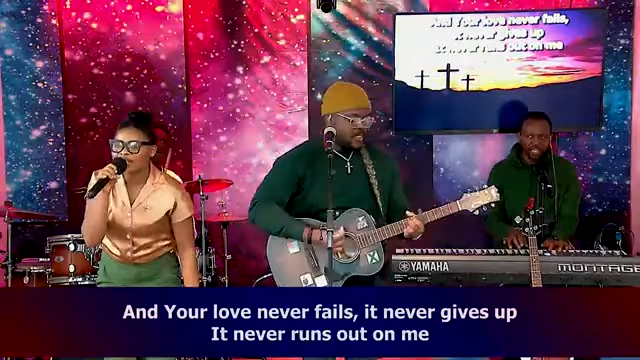 And Your love never fails,
it never gives up
It never runs out on me
YAMAHA
MONTAGE
And Your love never fails, it never gives up
It never runs out on me